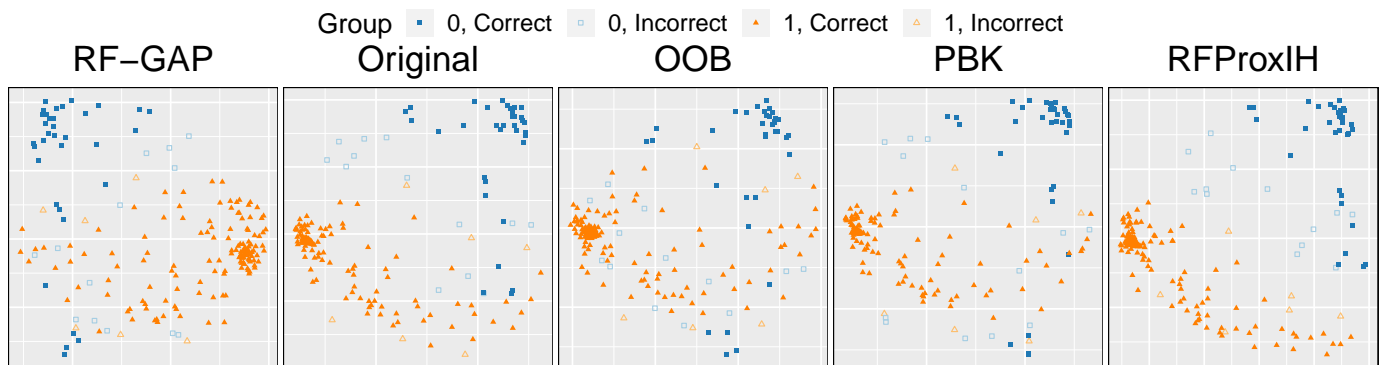 Group 0, Correct 0, Incorrect 1, Correct 1, Incorrect
RF−GAP Original OOB PBK RFProxIH